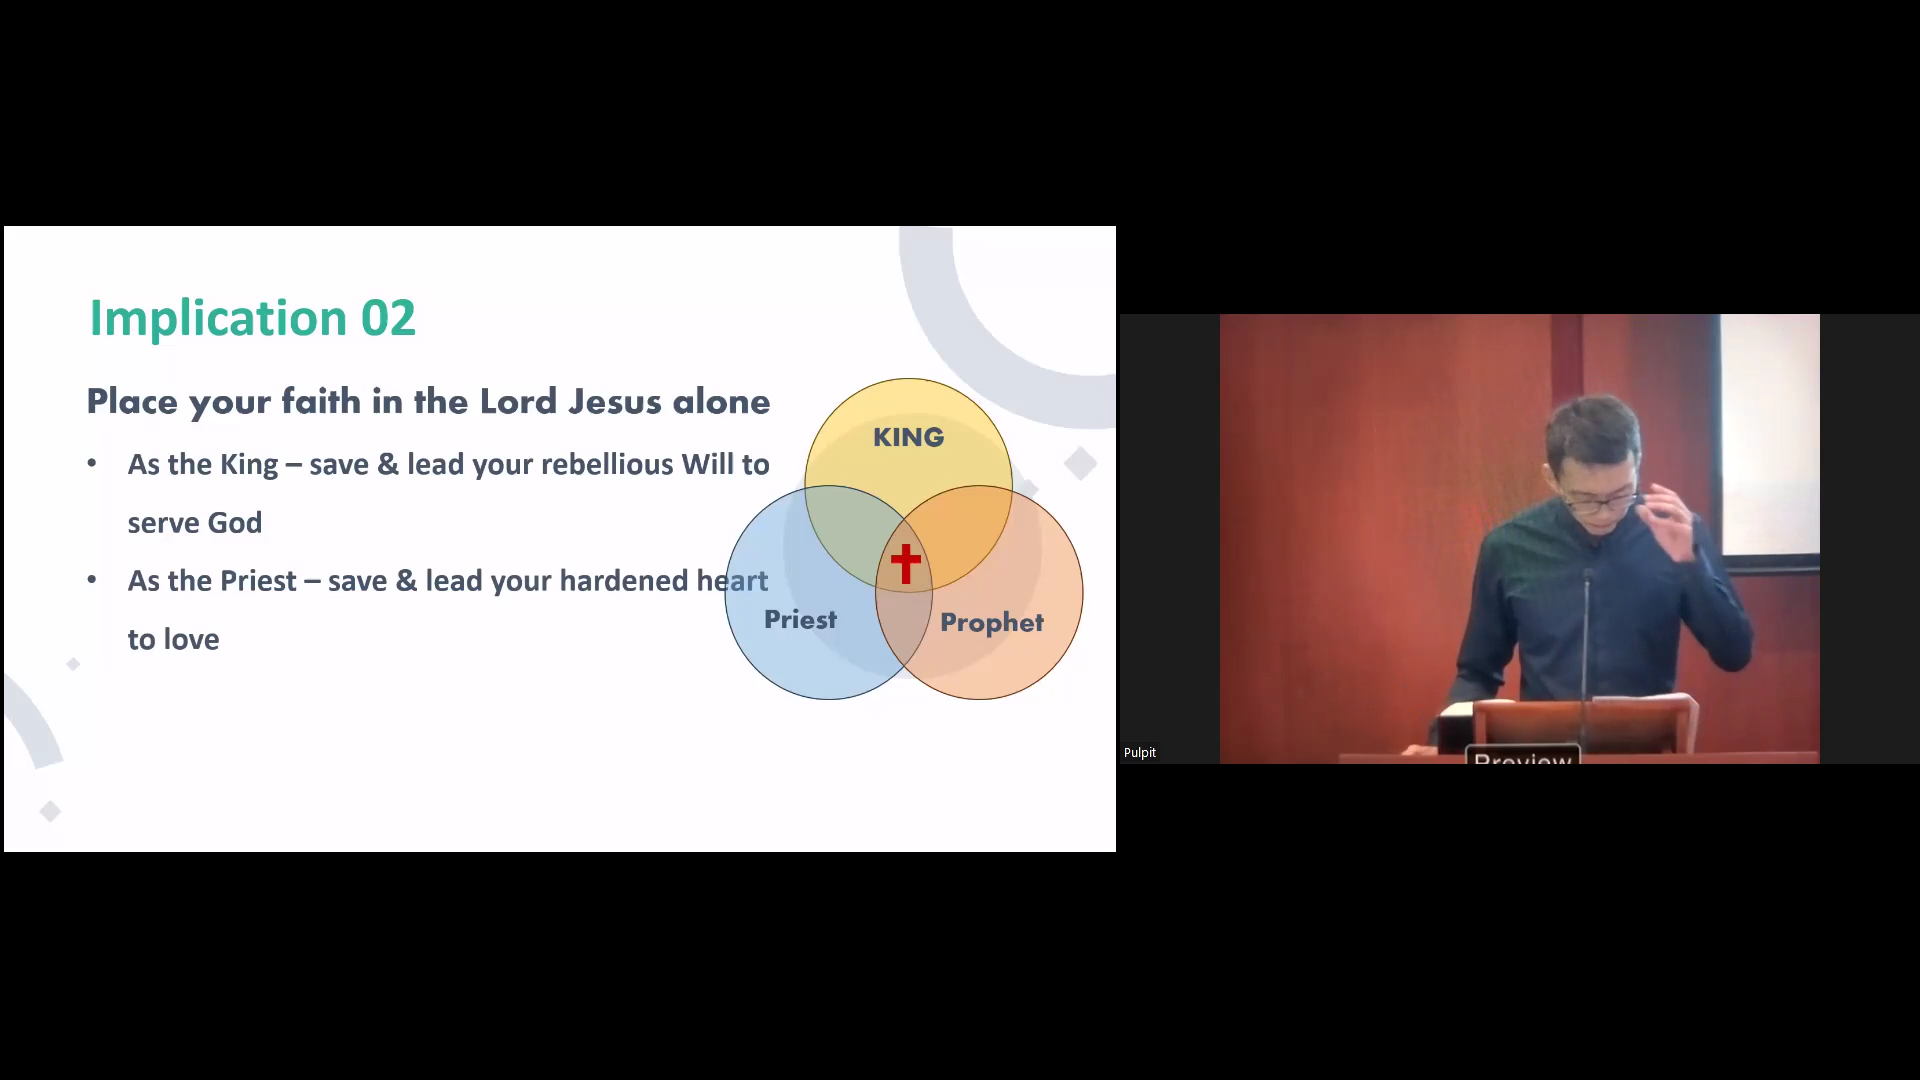 Implication 02
Place your faith in the Lord Jesus alone
• As the King – save & lead your rebellious Will to
serve God
• As the Priest – save & lead your hardened heart
to love
KING
Priest
Prophet
Pulpit
Preview